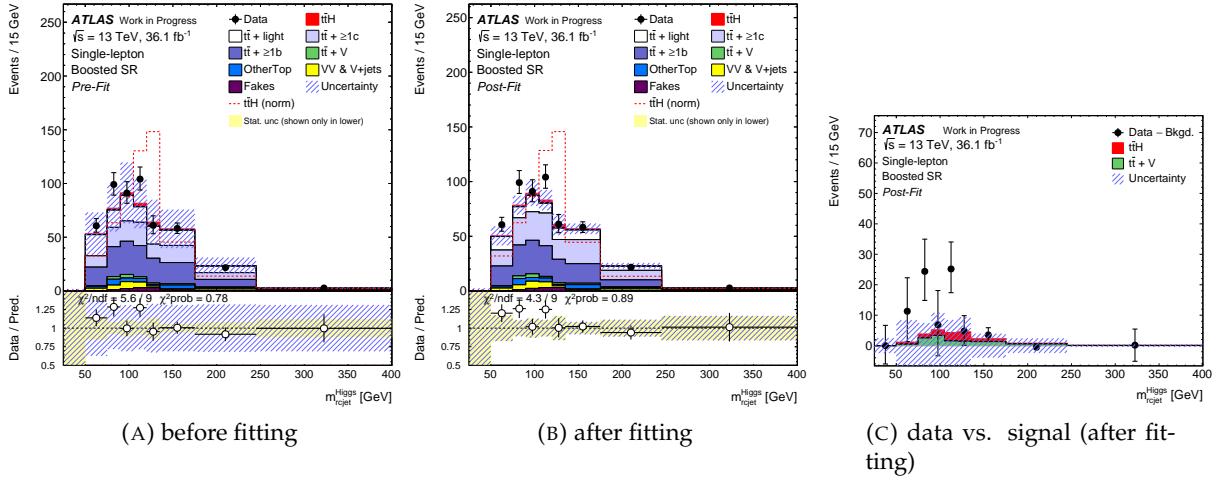 Events / 15 GeV
250
200
150
100
50
0
ATLAS Work in Progress
√s = 13 TeV, 36.1 fb⁻¹
Single-lepton
Boosted SR
Pre-Fit
Data
tt̄H
tt̄ + light
tt̄ + ≥1c
tt̄ + ≥1b
tt̄ + V
OtherTop
VV & V+jets
Fakes
Uncertainty
tt̄H (norm)
Stat. unc (shown only in lower)
Data / Pred.
1.25
1
0.75
0.5
χ²/ndf = 5.6 / 9 χ²prob = 0.78
50 100 150 200 250 300 350 400
m_rcjet^Higgs [GeV]
(A) before fitting
Events / 15 GeV
250
200
150
100
50
0
ATLAS Work in Progress
√s = 13 TeV, 36.1 fb⁻¹
Single-lepton
Boosted SR
Post-Fit
Data
tt̄H
tt̄ + light
tt̄ + ≥1c
tt̄ + ≥1b
tt̄ + V
OtherTop
VV & V+jets
Fakes
Uncertainty
tt̄H (norm)
Stat. unc (shown only in lower)
Data / Pred.
1.25
1
0.75
0.5
χ²/ndf = 4.3 / 9 χ²prob = 0.89
50 100 150 200 250 300 350 400
m_rcjet^Higgs [GeV]
(B) after fitting
Events / 15 GeV
70
60
50
40
30
20
10
0
ATLAS Work in Progress
√s = 13 TeV, 36.1 fb⁻¹
Single-lepton
Boosted SR
Post-Fit
Data – Bkgd.
tt̄H
tt̄ + V
Uncertainty
50 100 150 200 250 300 350 400
m_rcjet^Higgs [GeV]
(C) data vs. signal (after fit-
ting)